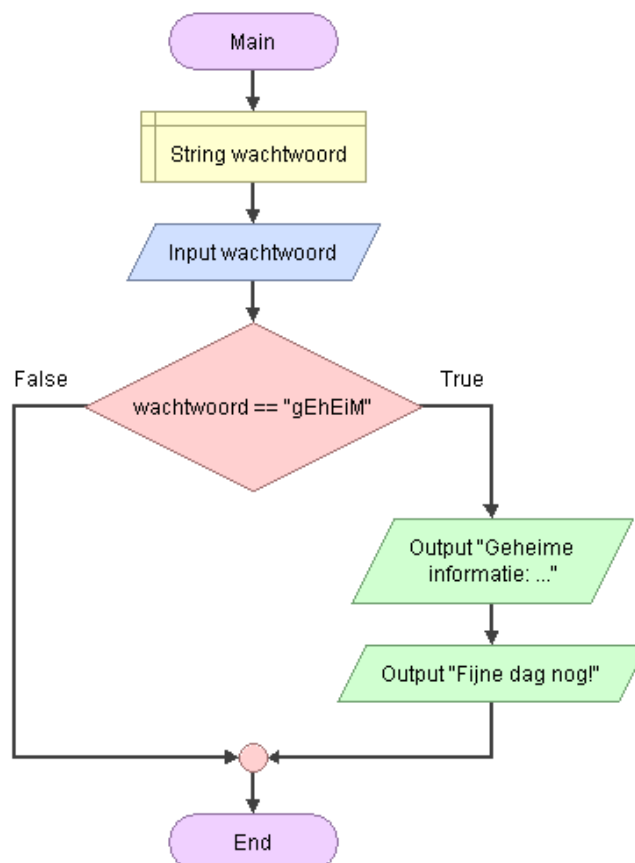 Main
String wachtwoord
Input wachtwoord
False
True
wachtwoord == "gEhEiM"
Output "Geheime
informatie: ..."
Output "Fijne dag nog!"
End